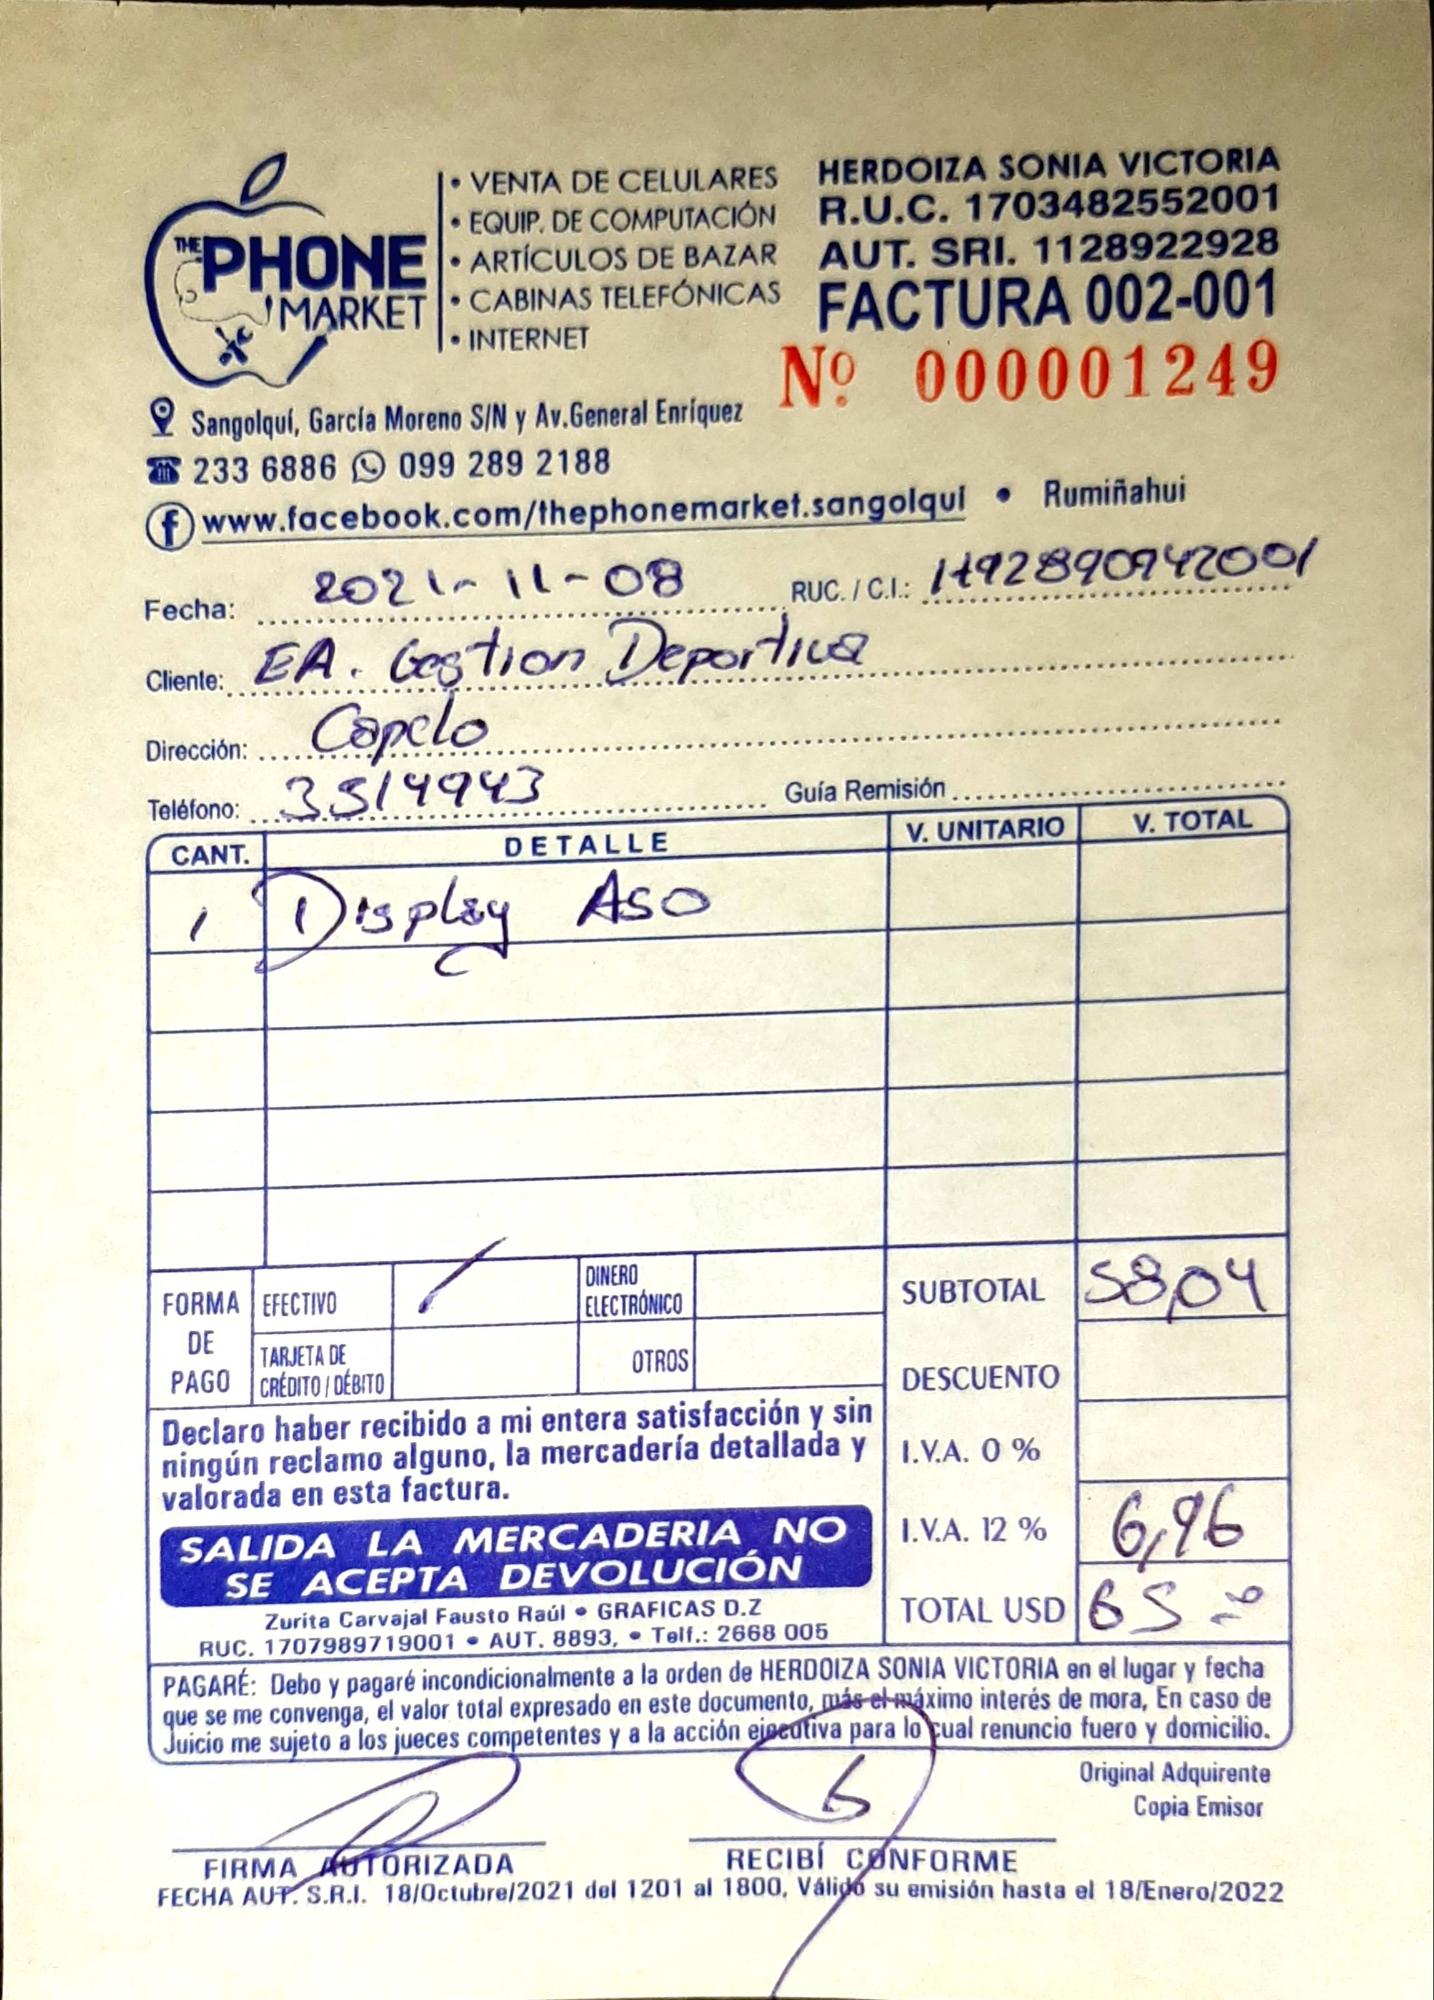 THE PHONE MARKET
• VENTA DE CELULARES
• EQUIP. DE COMPUTACIÓN
• ARTÍCULOS DE BAZAR
• CABINAS TELEFÓNICAS
• INTERNET
HERDOIZA SONIA VICTORIA
R.U.C. 1703482552001
AUT. SRI. 1128922928
FACTURA 002-001
Nº 000001249
Sangolquí, García Moreno S/N y Av.General Enríquez
233 6886 099 289 2188
www.facebook.com/thephonemarket.sangolquí • Rumiñahui
Fecha: 2021-11-08 RUC. / C.I.: 1792890942001
Cliente: EA. Gestion Deportiva
Dirección: Capelo
Teléfono: 3514943 Guía Remisión
CANT. DETALLE V. UNITARIO V. TOTAL
1 Display A50
FORMA DE PAGO
EFECTIVO / DINERO ELECTRÓNICO
TARJETA DE CRÉDITO / DÉBITO OTROS
SUBTOTAL 58,04
DESCUENTO
I.V.A. 0 %
I.V.A. 12 % 6,96
TOTAL USD 65
Declaro haber recibido a mi entera satisfacción y sin
ningún reclamo alguno, la mercadería detallada y
valorada en esta factura.
SALIDA LA MERCADERIA NO
SE ACEPTA DEVOLUCIÓN
Zurita Carvajal Fausto Raúl • GRAFICAS D.Z
RUC. 1707989719001 • AUT. 8893, • Telf.: 2668 005
PAGARÉ: Debo y pagaré incondicionalmente a la orden de HERDOIZA SONIA VICTORIA en el lugar y fecha
que se me convenga, el valor total expresado en este documento, más el máximo interés de mora, En caso de
Juicio me sujeto a los jueces competentes y a la acción ejecutiva para lo cual renuncio fuero y domicilio.
Original Adquirente
Copia Emisor
FIRMA AUTORIZADA RECIBÍ CONFORME
FECHA AUT. S.R.I. 18/Octubre/2021 del 1201 al 1800, Válido su emisión hasta el 18/Enero/2022